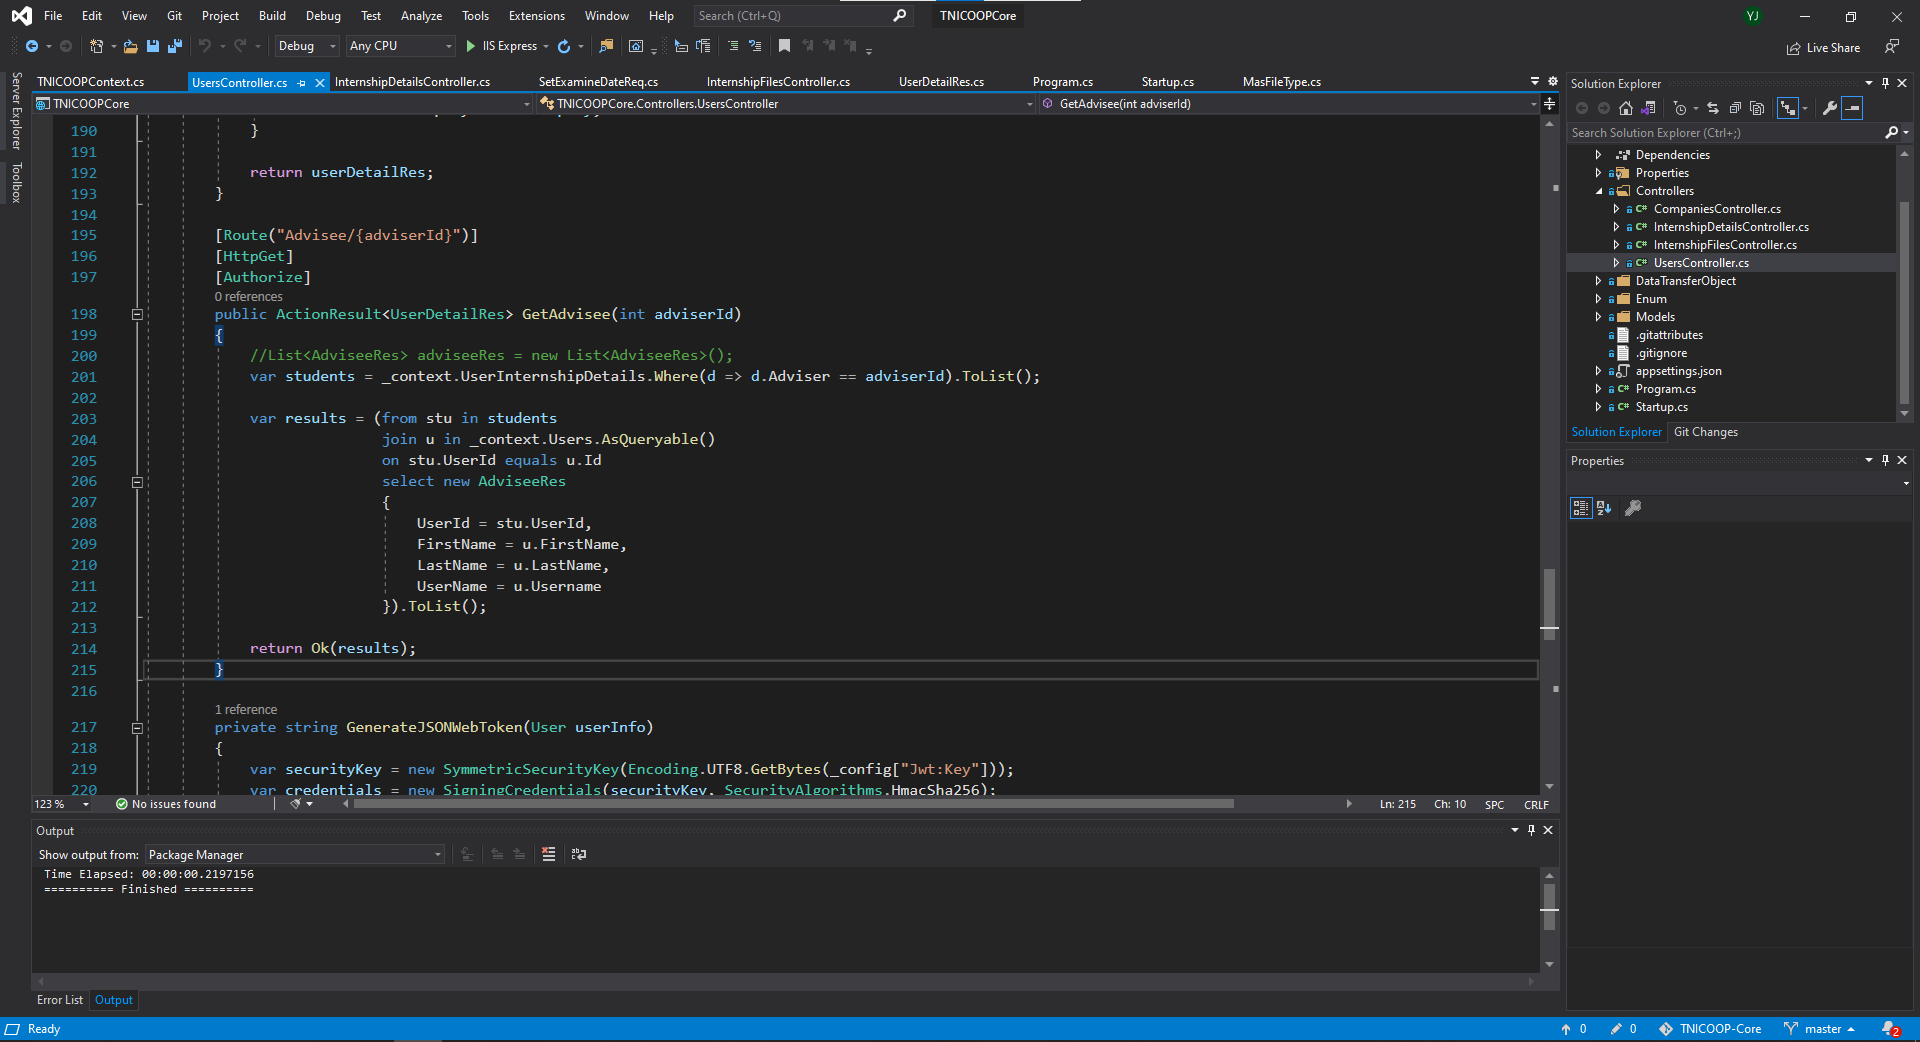 File Edit View Git Project Build Debug Test Analyze Tools Extensions Window Help Search (Ctrl+Q) TNICOOPCore YJ
Debug Any CPU IIS Express Live Share
Server Explorer
Toolbox
TNICOOPContext.cs UsersController.cs InternshipDetailsController.cs SetExamineDateReq.cs InternshipFilesController.cs UserDetailRes.cs Program.cs Startup.cs MasFileType.cs
TNICOOPCore TNICOOPCore.Controllers.UsersController GetAdvisee(int adviserId)
190 }
191
192 return userDetailRes;
193 }
194
195 [Route("Advisee/{adviserId}")]
196 [HttpGet]
197 [Authorize]
0 references
198 public ActionResult<UserDetailRes> GetAdvisee(int adviserId)
199 {
200 //List<AdviseeRes> adviseeRes = new List<AdviseeRes>();
201 var students = _context.UserInternshipDetails.Where(d => d.Adviser == adviserId).ToList();
202
203 var results = (from stu in students
204 join u in _context.Users.AsQueryable()
205 on stu.UserId equals u.Id
206 select new AdviseeRes
207 {
208 UserId = stu.UserId,
209 FirstName = u.FirstName,
210 LastName = u.LastName,
211 UserName = u.Username
212 }).ToList();
213
214 return Ok(results);
215 }
216
1 reference
217 private string GenerateJSONWebToken(User userInfo)
218 {
219 var securityKey = new SymmetricSecurityKey(Encoding.UTF8.GetBytes(_config["Jwt:Key"]));
220 var credentials = new SigningCredentials(securityKey, SecurityAlgorithms.HmacSha256);
123 % No issues found Ln: 215 Ch: 10 SPC CRLF
Output
Show output from: Package Manager
Time Elapsed: 00:00:00.2197156
========== Finished ==========
Error List Output
Solution Explorer
Search Solution Explorer (Ctrl+;)
Dependencies
Properties
Controllers
C# CompaniesController.cs
C# InternshipDetailsController.cs
C# InternshipFilesController.cs
C# UsersController.cs
DataTransferObject
Enum
Models
.gitattributes
.gitignore
appsettings.json
C# Program.cs
C# Startup.cs
Solution Explorer Git Changes
Properties
Ready 0 0 TNICOOP-Core master 2